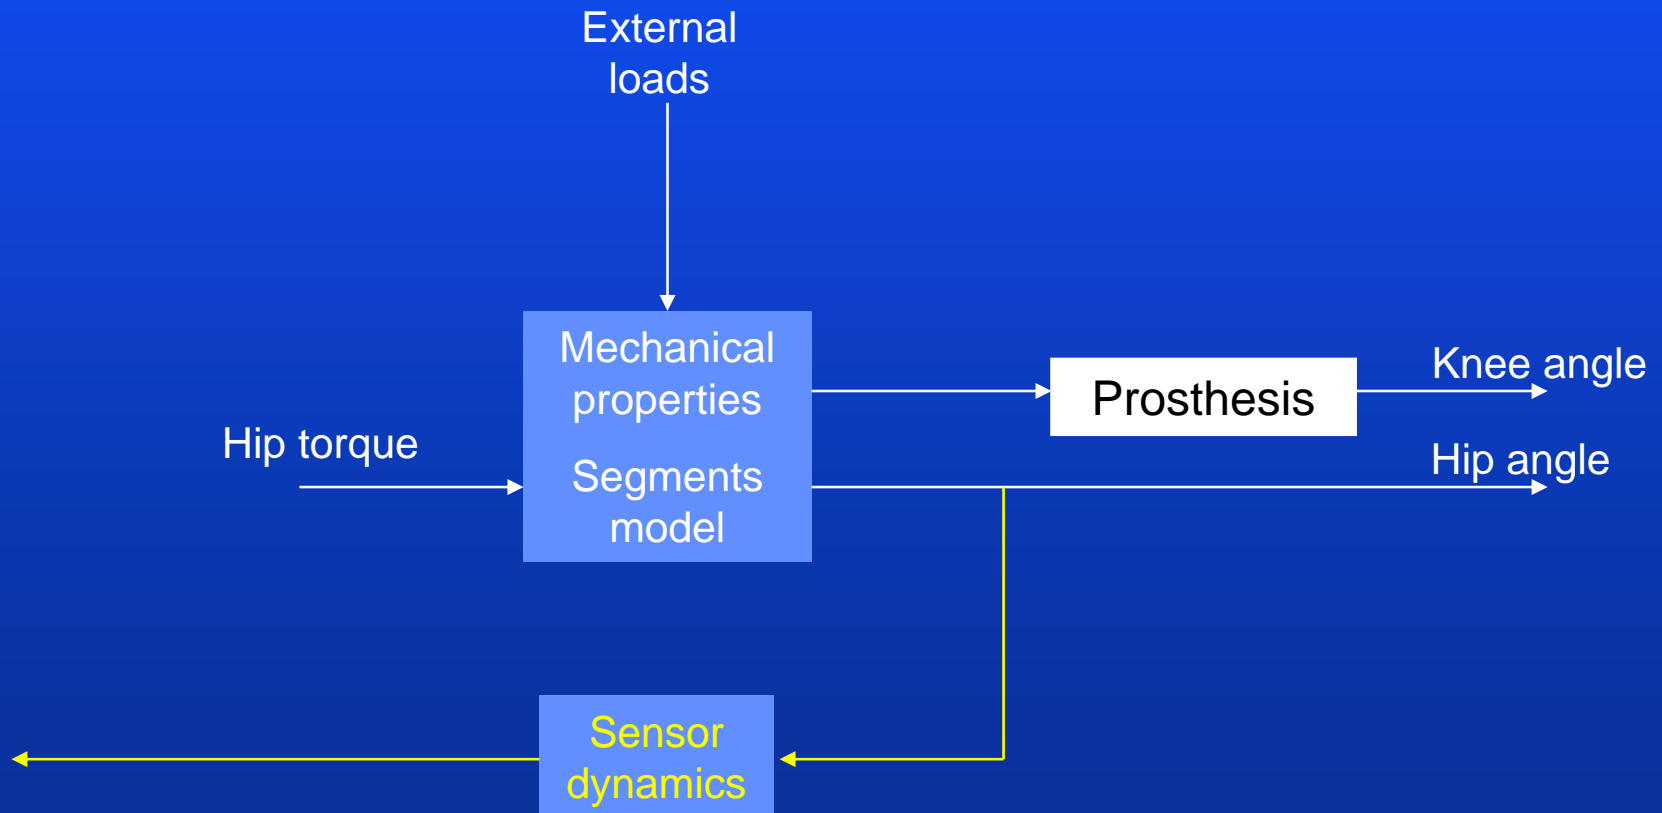 External
loads
Mechanical
properties
Segments
model
Hip torque
Prosthesis
Knee angle
Hip angle
Sensor
dynamics